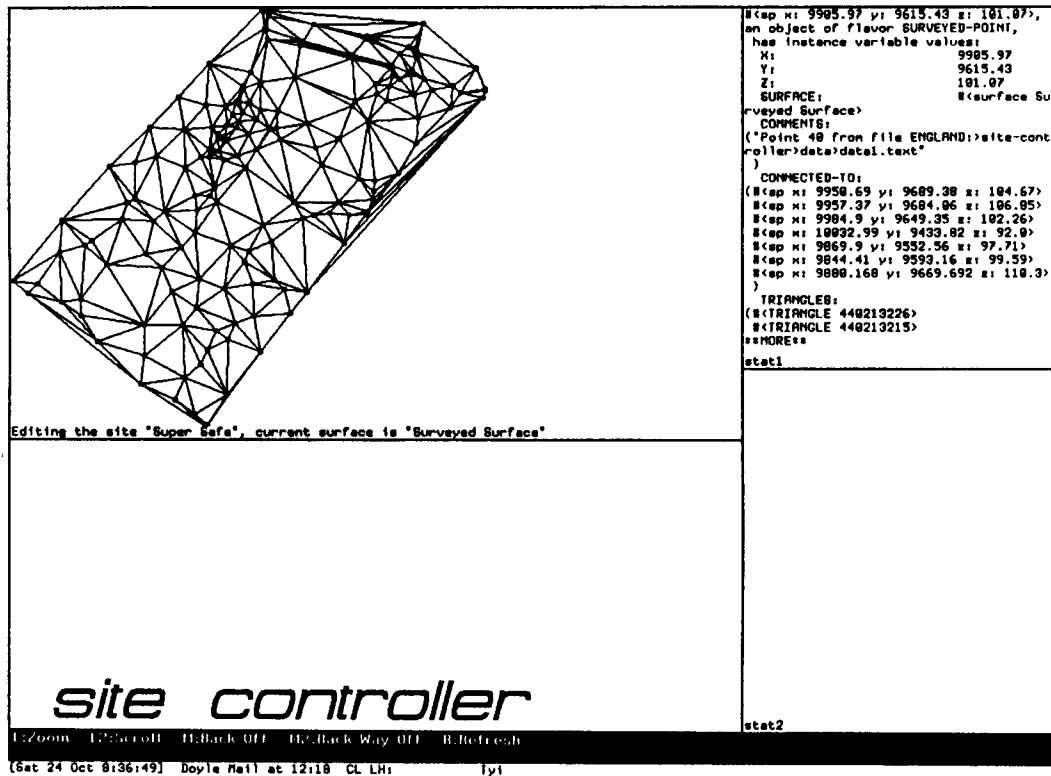 #<sp x: 9905.97 y: 9615.43 z: 101.07>,
an object of flavor SURVEYED-POINT,
has instance variable values:
X: 9905.97
Y: 9615.43
Z: 101.07
SURFACE: #<surface Su
rveyed Surface>
COMMENTS:
("Point 40 from file ENGLAND:>site-cont
roller>data>data1.text"
)
CONNECTED-TO:
(#<sp x: 9950.69 y: 9609.38 z: 104.67>
#<sp x: 9957.37 y: 9604.06 z: 106.05>
#<sp x: 9904.9 y: 9649.35 z: 102.26>
#<sp x: 10032.99 y: 9433.02 z: 92.0>
#<sp x: 9869.9 y: 9552.56 z: 97.71>
#<sp x: 9844.41 y: 9593.16 z: 99.59>
#<sp x: 9880.160 y: 9669.692 z: 110.3>
)
TRIANGLES:
(#<TRIANGLE 440213226>
#<TRIANGLE 440213215>
**MORE**
stat1
Editing the site "Super Safe", current surface is "Surveyed Surface"
site controller
stat2
L:Zoom L2:Scroll M:Back Off M2:Back Way Off R:Refresh
[Sat 24 Oct 8:36:49] Doyle Mail at 12:18 CL LH: Tyi